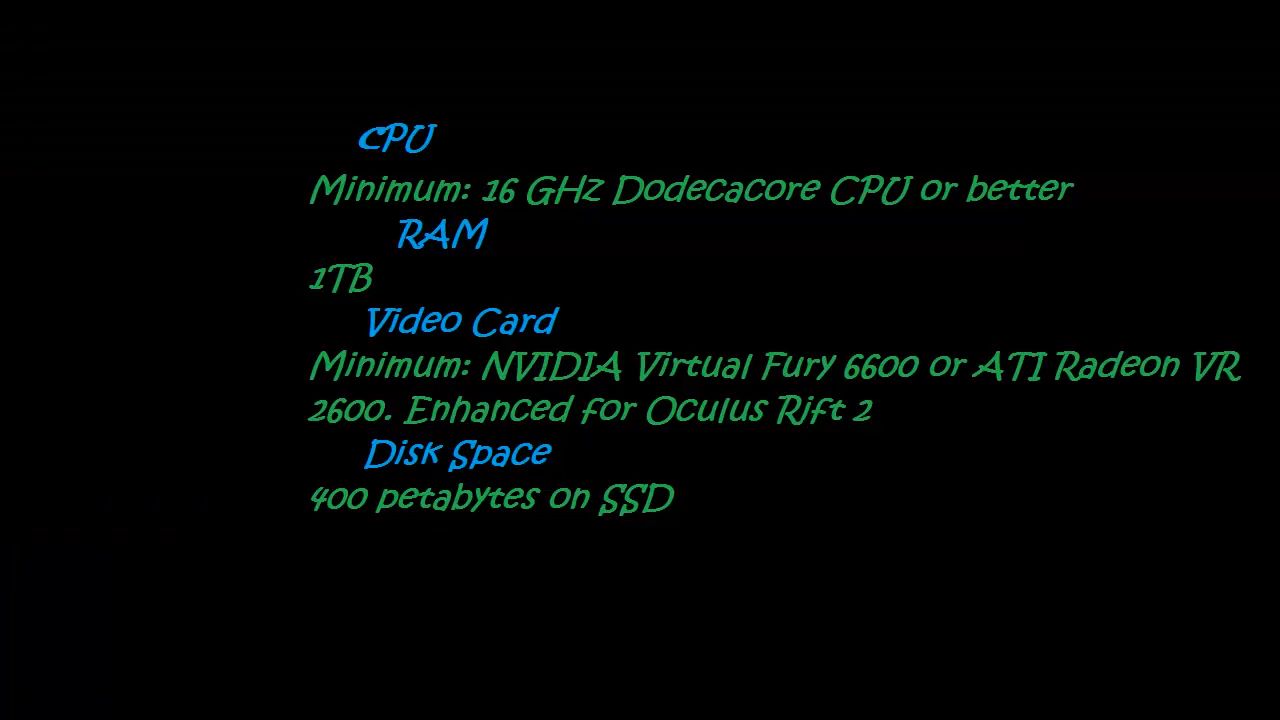 CPU
Minimum: 16 GHz Dodecacore CPU or better
RAM
1TB
Video Card
Minimum: NVIDIA Virtual Fury 6600 or ATI Radeon VR
2600. Enhanced for Oculus Rift 2
Disk Space
400 petabytes on SSD